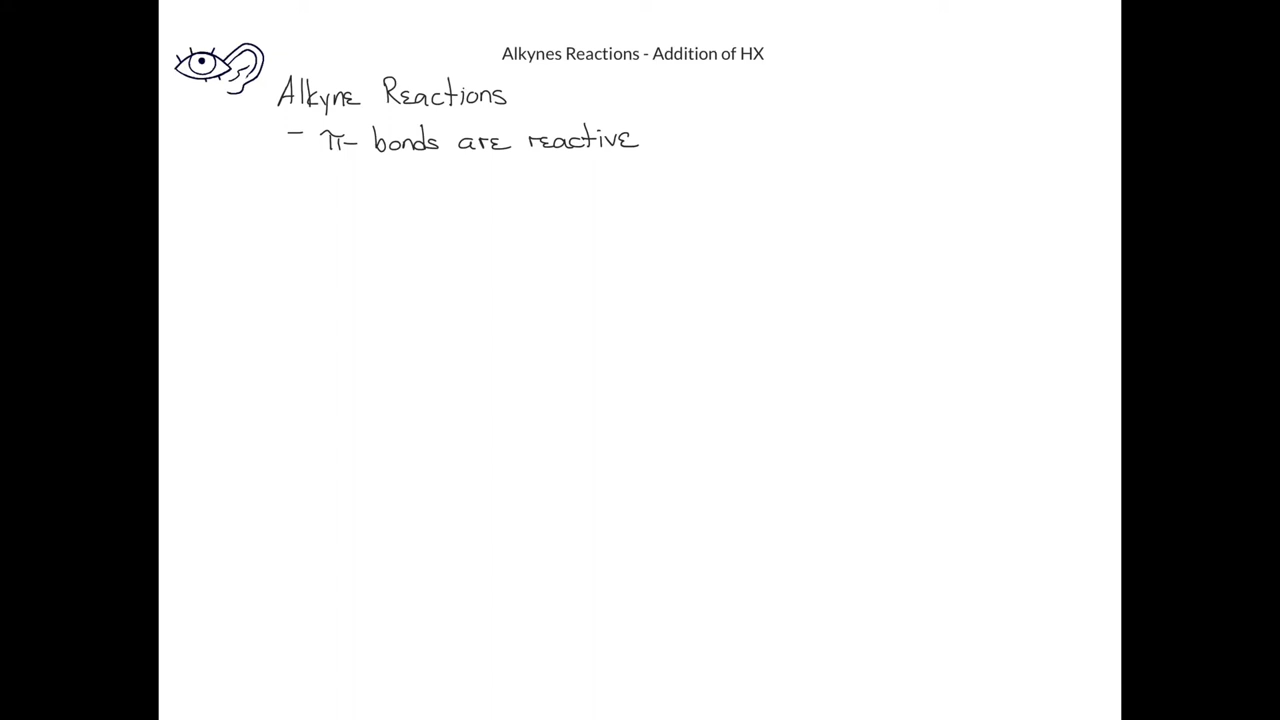 Alkynes Reactions - Addition of HX
Alkyne Reactions
- π- bonds are reactive